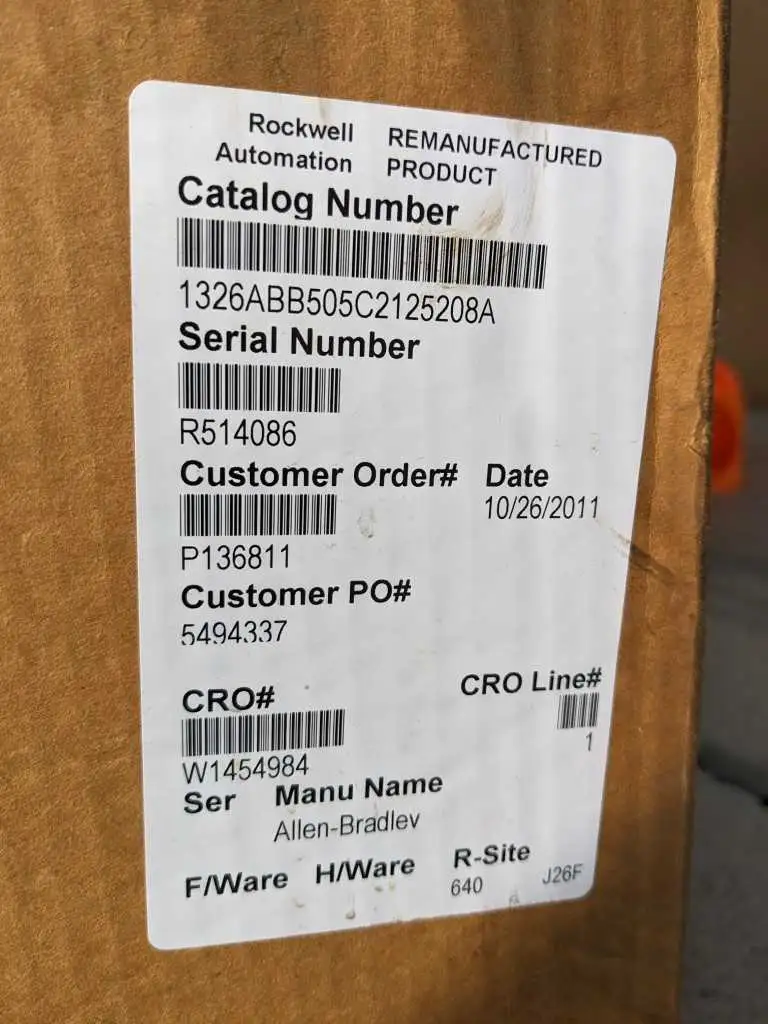 Rockwell Automation REMANUFACTURED PRODUCT
Catalog Number
1326ABB505C2125208A
Serial Number
R514086
Customer Order# Date
10/26/2011
P136811
Customer PO#
5494337
CRO# CRO Line#
W1454984 1
Ser Manu Name
Allen-Bradley
F/Ware H/Ware R-Site
640 J26F